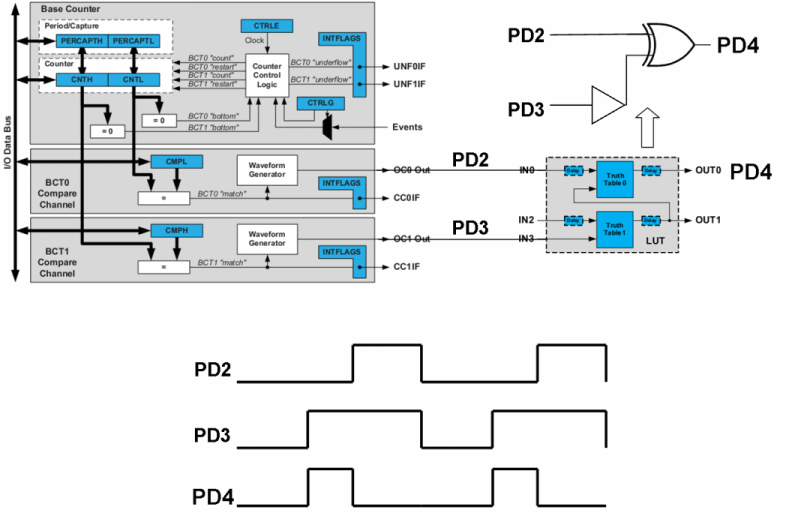 Base Counter
Period/Capture
PERCAPTH PERCAPTL
Counter
CNTH CNTL
= 0
= 0
CTRLE
Clock
BCT0 "count"
BCT0 "restart"
BCT1 "count"
BCT1 "restart"
Counter
Control
Logic
BCT0 "underflow"
BCT1 "underflow"
INTFLAGS
UNF0IF
UNF1IF
CTRLG
BCT0 "bottom"
BCT1 "bottom"
Events
I/O Data Bus
BCT0
Compare
Channel
CMPL
=
BCT0 "match"
Waveform
Generator
INTFLAGS
OC0 Out
CC0IF
BCT1
Compare
Channel
CMPH
=
BCT1 "match"
Waveform
Generator
INTFLAGS
OC1 Out
CC1IF
PD2
PD3
PD2
PD3
PD4
IN0
IN2
IN3
Delay
Truth
Table 0
Delay
Delay
Truth
Table 1
Delay
LUT
OUT0
OUT1
PD4
PD2
PD3
PD4